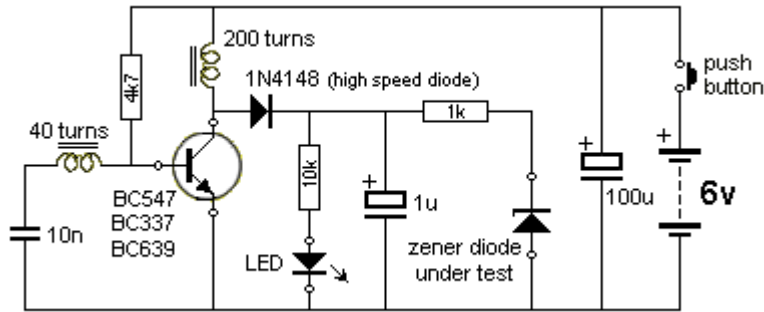 200 turns
4k7
1N4148 (high speed diode)
push
button
1k
40 turns
10k
BC547
BC337
BC639
+
1u
+
100u
+
6v
10n
LED
zener diode
under test